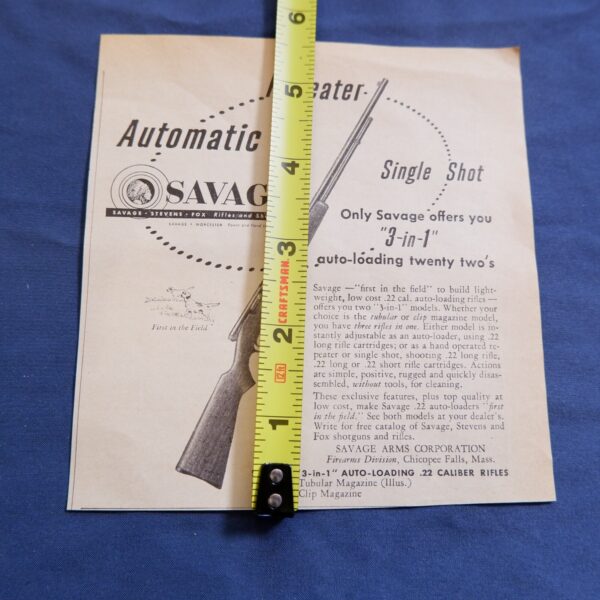 6
5
eater
Automatic
4
Single Shot
SAVAG
SAVAGE · STEVENS · FOX Rifles and Sh
SAVAGE · WORCESTER
Only Savage offers you
"3-in-1"
auto-loading twenty two's
3
CRAFTSMAN
2
1
First in the Field
Savage —"first in the field" to build light-
weight, low cost .22 cal. auto-loading rifles —
offers you two "3-in-1" models. Whether your
choice is the tubular or clip magazine model,
you have three rifles in one. Either model is in-
stantly adjustable as an auto-loader, using .22
long rifle cartridges; or as a hand operated re-
peater or single shot, shooting .22 long rifle,
.22 long or .22 short rifle cartridges. Actions
are simple, positive, rugged and quickly disas-
sembled, without tools, for cleaning.
These exclusive features, plus top quality at
low cost, make Savage .22 auto-loaders "first
in the field." See both models at your dealer's.
Write for free catalog of Savage, Stevens and
Fox shotguns and rifles.
SAVAGE ARMS CORPORATION
Firearms Division, Chicopee Falls, Mass.
3-in-1" AUTO-LOADING .22 CALIBER RIFLES
Tubular Magazine (Illus.)
Clip Magazine